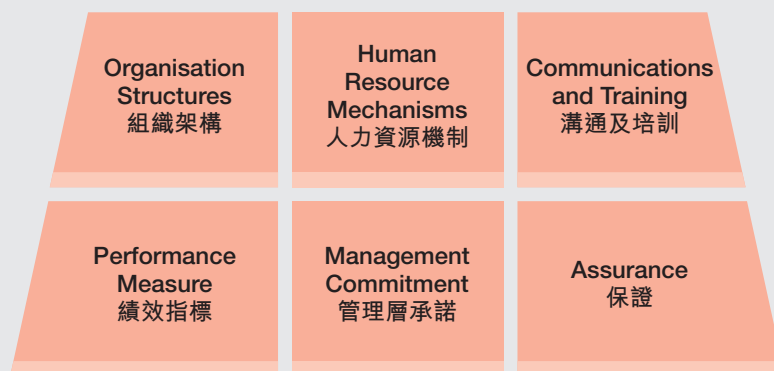 Organisation
Structures
組織架構
Human
Resource
Mechanisms
人力資源機制
Communications
and Training
溝通及培訓
Performance
Measure
績效指標
Management
Commitment
管理層承諾
Assurance
保證